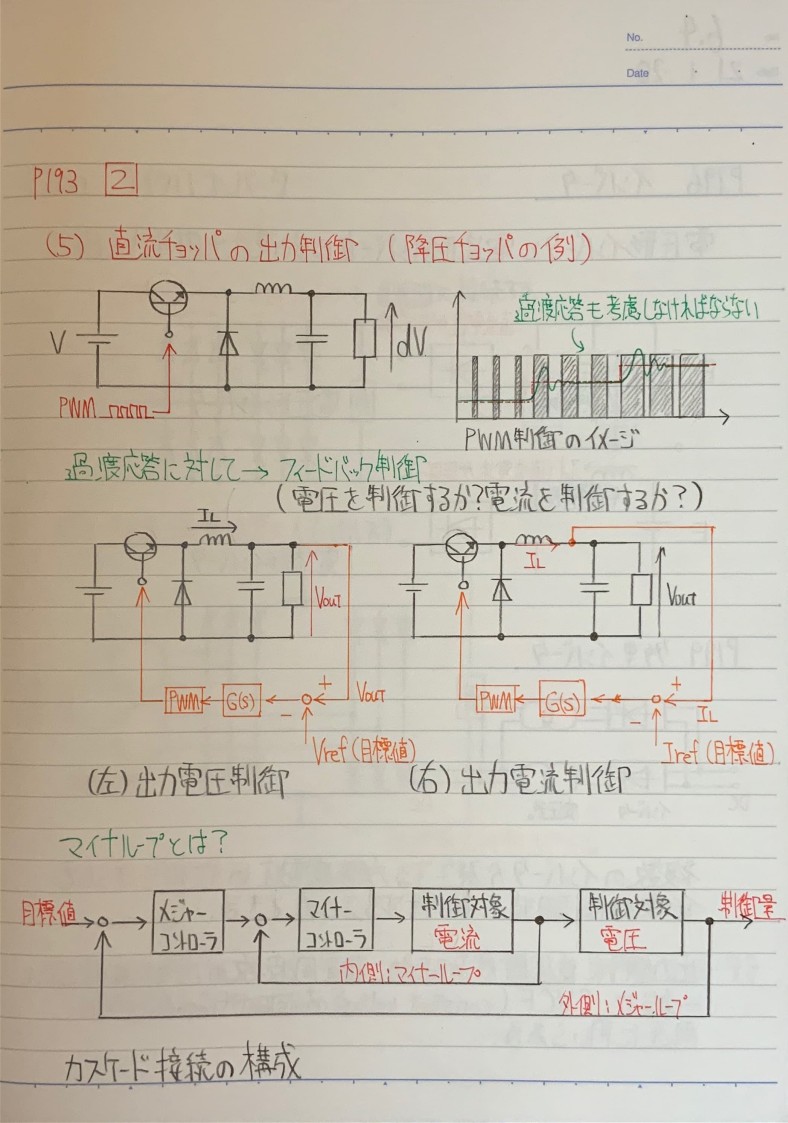 No.
Date
P193 2
(5) 直流チョッパの出力制御 (降圧チョッパの例)
V
dV
PWM
過渡応答も考慮しなければならない
PWM制御のイメージ
過渡応答に対して→ フィードバック制御
(電圧を制御するか?電流を制御するか?)
IL
Vout
PWM
G(s)
+
-
Vout
Vref(目標値)
(左)出力電圧制御
IL
Vout
PWM
G(s)
+
-
IL
Iref(目標値)
(右)出力電流制御
マイナループとは?
目標値
メジャー
コントローラ
マイナー
コントローラ
制御対象
電流
制御対象
電圧
制御量
内側:マイナーループ
外側:メジャーループ
カスケード接続の構成